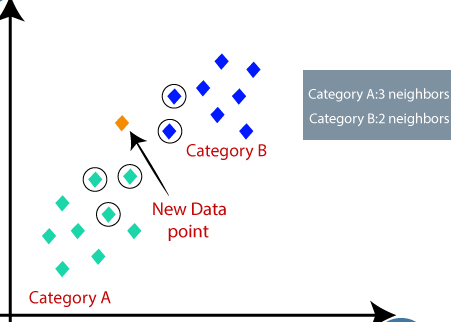 Category A:3 neighbors
Category B:2 neighbors
Category B
New Data
point
Category A